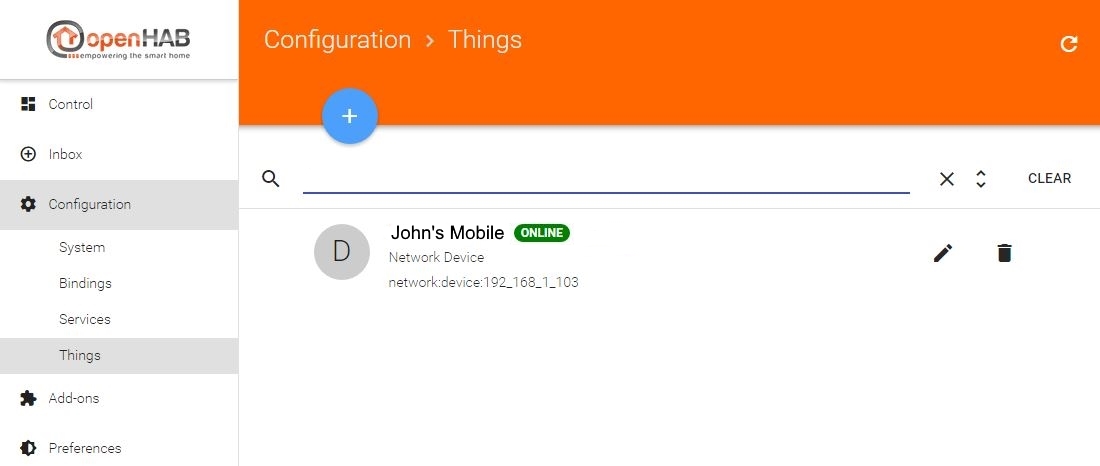 openHAB
empowering the smart home
Configuration > Things
Control
Inbox
Configuration
System
Bindings
Services
Things
Add-ons
Preferences
CLEAR
D
John's Mobile ONLINE
Network Device
network:device:192_168_1_103